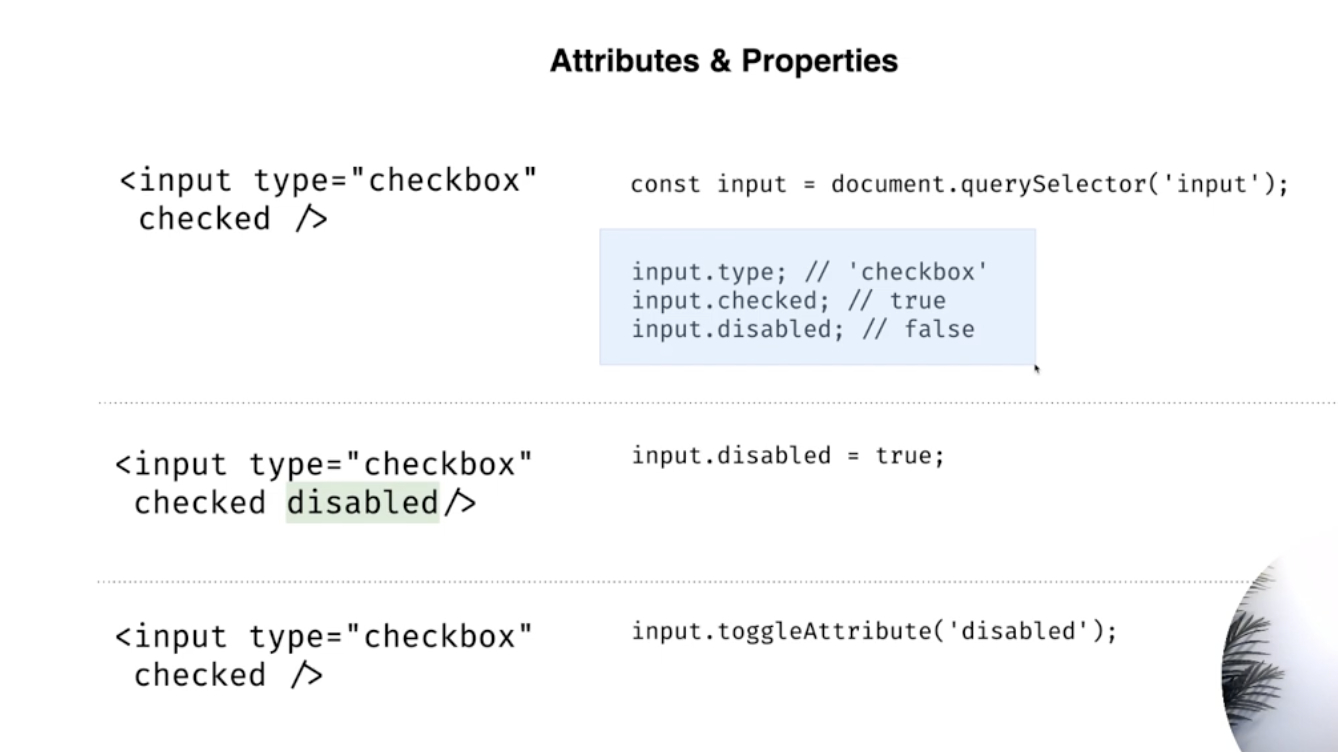 Attributes & Properties
<input type="checkbox"
checked />
const input = document.querySelector('input');
input.type; // 'checkbox'
input.checked; // true
input.disabled; // false
<input type="checkbox"
checked disabled/>
input.disabled = true;
<input type="checkbox"
checked />
input.toggleAttribute('disabled');